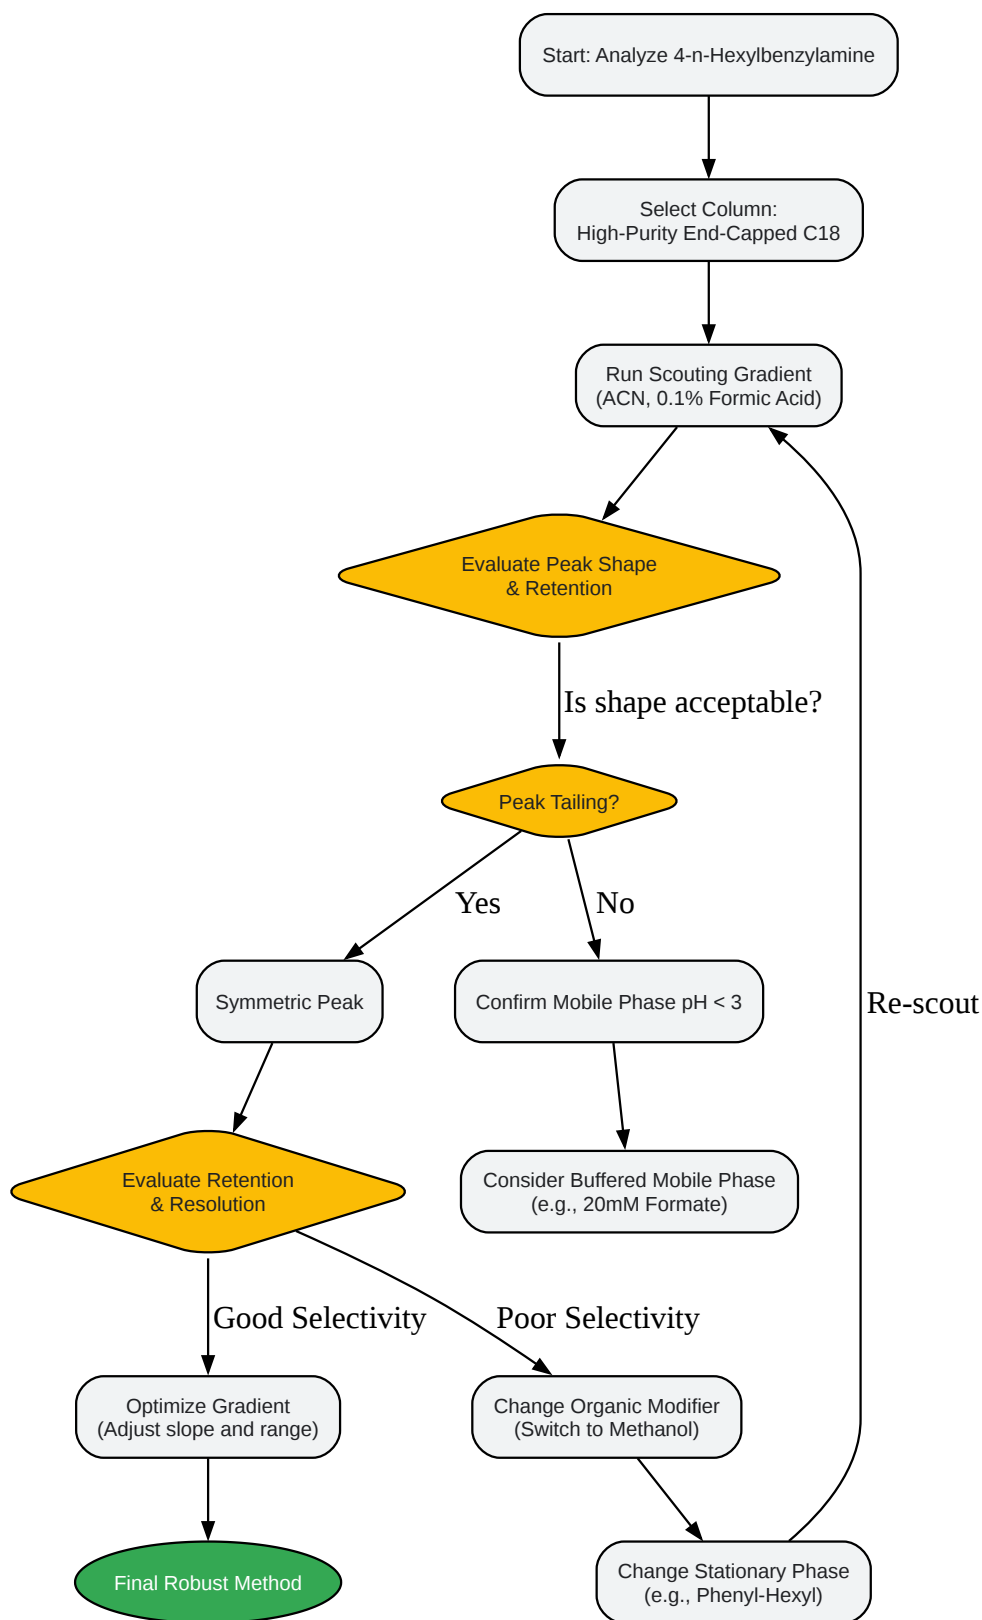 Start: Analyze 4-n-Hexylbenzylamine
Select Column:
High-Purity End-Capped C18
Run Scouting Gradient
(ACN, 0.1% Formic Acid)
Evaluate Peak Shape
& Retention
Is shape acceptable?
Peak Tailing?
Yes
No
Symmetric Peak
Confirm Mobile Phase pH < 3
Re-scout
Evaluate Retention
& Resolution
Consider Buffered Mobile Phase
(e.g., 20mM Formate)
Good Selectivity
Poor Selectivity
Optimize Gradient
(Adjust slope and range)
Change Organic Modifier
(Switch to Methanol)
Final Robust Method
Change Stationary Phase
(e.g., Phenyl-Hexyl)